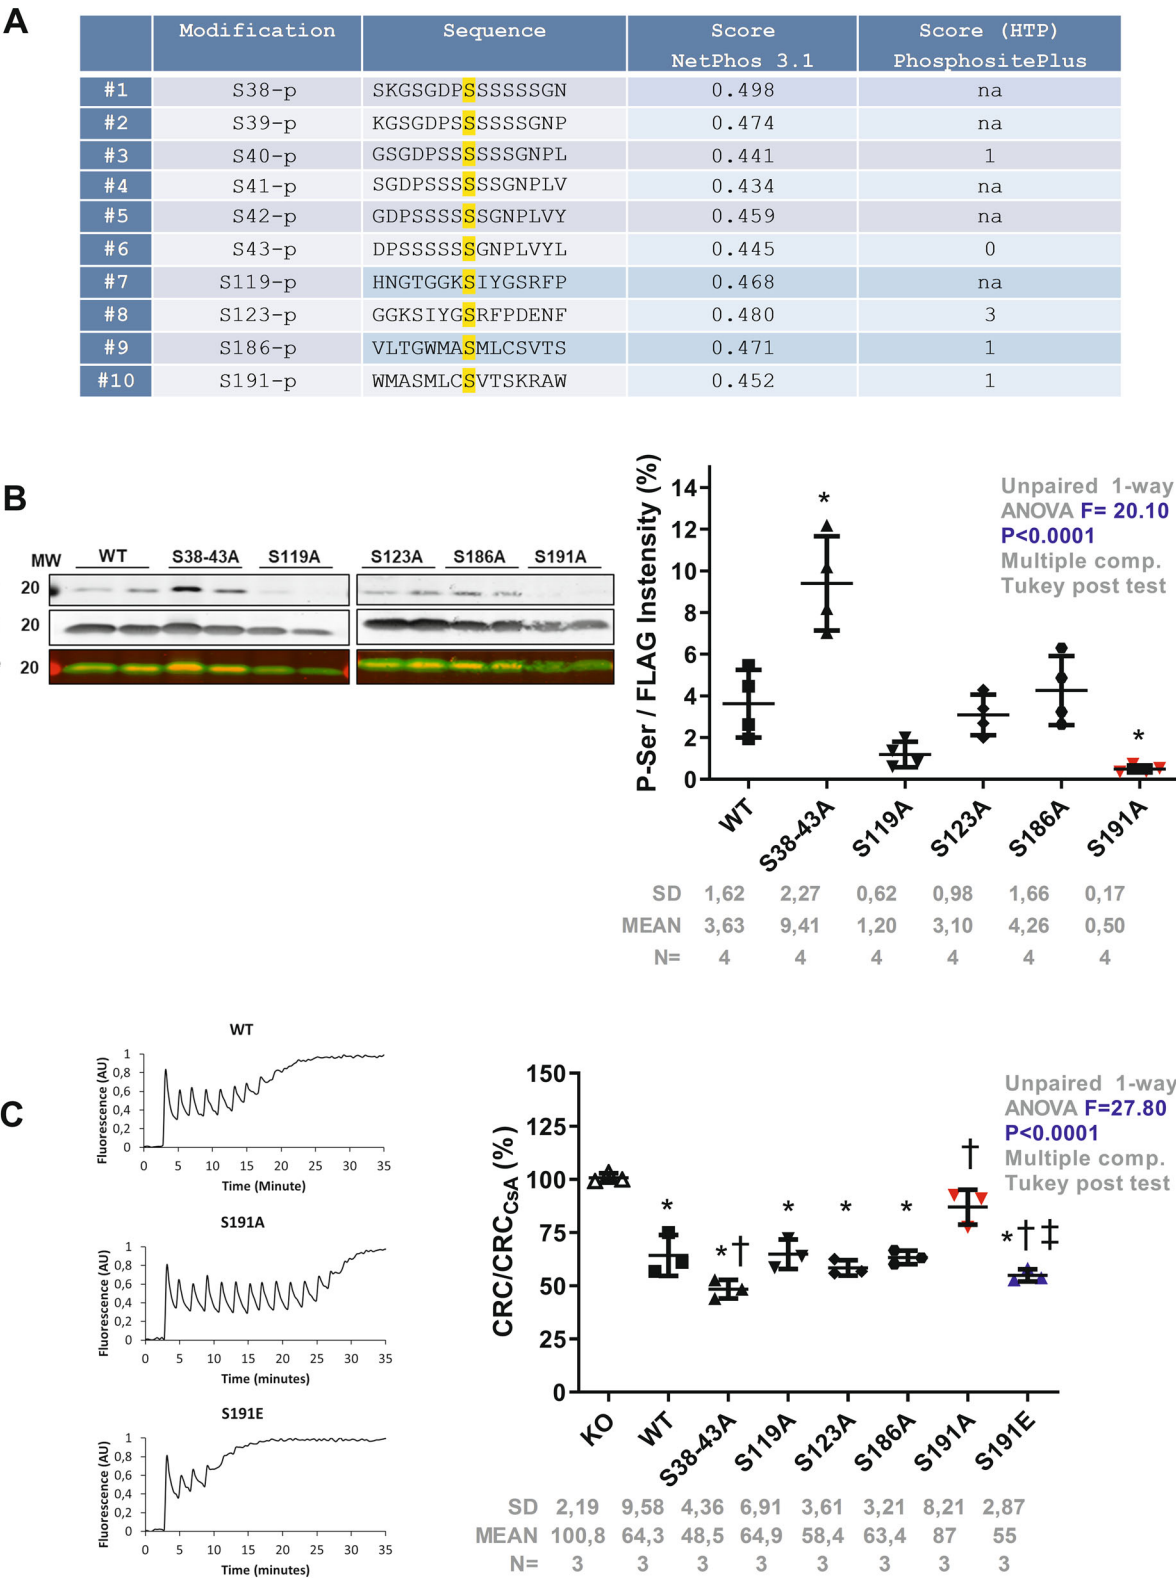 A
Modification Sequence Score Score (HTP)
NetPhos 3.1 PhosphositePlus
#1 S38-p SKGSGDPSSSSSSGN 0.498 na
#2 S39-p KGSGDPSSSSSSGNP 0.474 na
#3 S40-p GSGDPSSSSSSGNPL 0.441 1
#4 S41-p SGDPSSSSSSGNPLV 0.434 na
#5 S42-p GDPSSSSSSGNPLVY 0.459 na
#6 S43-p DPSSSSSSGNPLVYL 0.445 0
#7 S119-p HNGTGGKSIYGSRFP 0.468 na
#8 S123-p GGKSIYGSRFPDENF 0.480 3
#9 S186-p VLTGWMASMLCSVTS 0.471 1
#10 S191-p WMASMLCSVTSKRAW 0.452 1
B
MW WT S38-43A S119A S123A S186A S191A
20
20
20
P-Ser / FLAG Instensity (%)
14
12
10
8
6
4
2
0
*
*
Unpaired 1-way
ANOVA F= 20.10
P<0.0001
Multiple comp.
Tukey post test
WT S38-43A S119A S123A S186A S191A
SD 1,62 2,27 0,62 0,98 1,66 0,17
MEAN 3,63 9,41 1,20 3,10 4,26 0,50
N= 4 4 4 4 4 4
C
WT
Fluorescence (AU)
1
0,8
0,6
0,4
0,2
0
0 5 10 15 20 25 30 35
Time (Minute)
S191A
Fluorescence (AU)
1
0,8
0,6
0,4
0,2
0
0 5 10 15 20 25 30 35
Time (minutes)
S191E
Fluorescence (AU)
1
0,8
0,6
0,4
0,2
0
0 5 10 15 20 25 30 35
Time (minutes)
CRC/CRCCsA (%)
150
125
100
75
50
25
0
* *† * * * † *†‡
Unpaired 1-way
ANOVA F=27.80
P<0.0001
Multiple comp.
Tukey post test
KO WT S38-43A S119A S123A S186A S191A S191E
SD 2,19 9,58 4,36 6,91 3,61 3,21 8,21 2,87
MEAN 100,8 64,3 48,5 64,9 58,4 63,4 87 55
N= 3 3 3 3 3 3 3 3